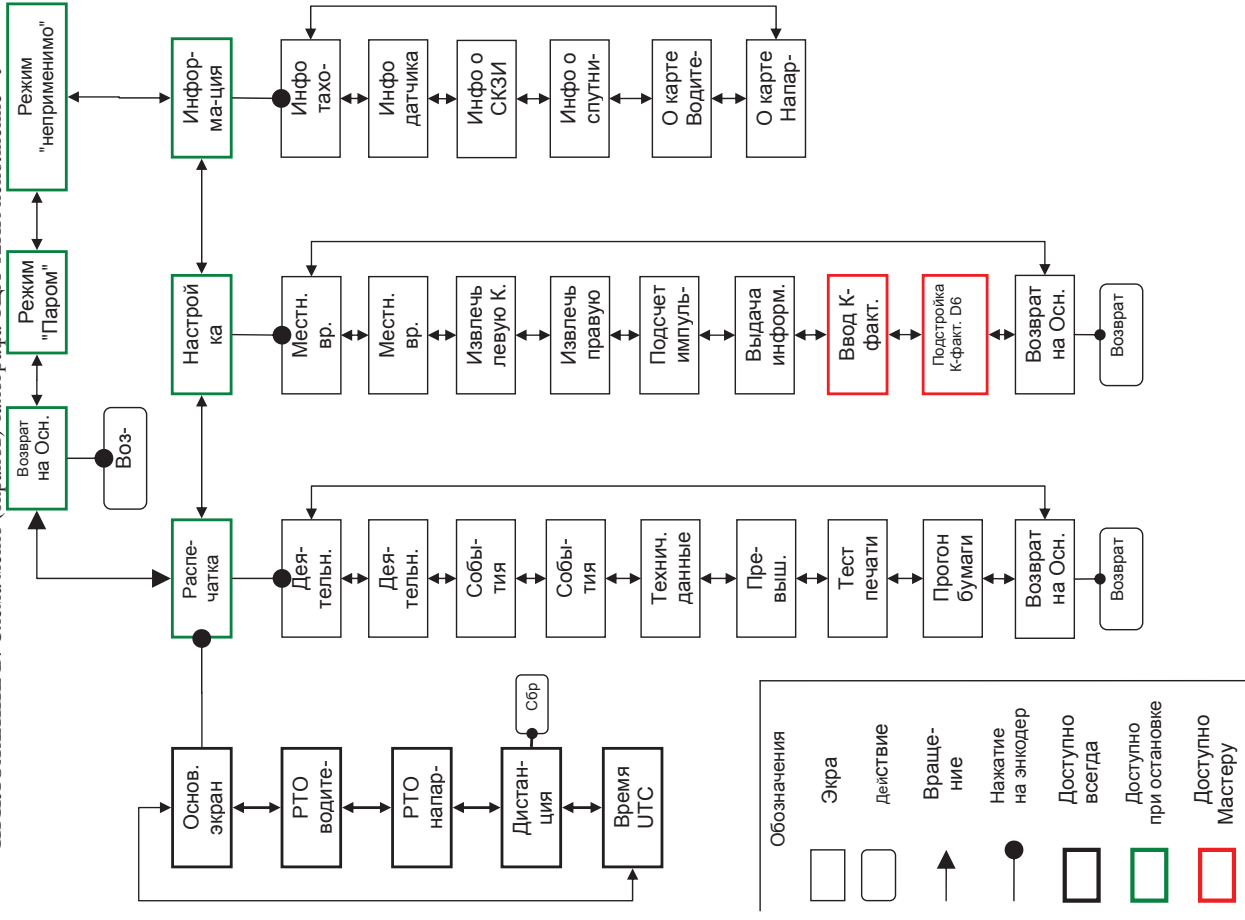 Режим
"неприменимо"
Режим
"Паром"
Возврат
на Осн.
Воз-
Распе-
чатка
Настрой
ка
Инфор-
ма-ция
Основ.
экран
РТО
водите-
РТО
напар-
Дистан-
ция
Сбр
Время
UTC
Дея-
тельн.
Дея-
тельн.
Собы-
тия
Собы-
тия
Технич.
данные
Пре-
выш.
Тест
печати
Прогон
бумаги
Возврат
на Осн.
Возврат
Местн.
вр.
Местн.
вр.
Извлечь
левую К.
Извлечь
правую
Подсчет
импуль-
Выдача
информ.
Ввод К-
факт.
Подстройка
К-факт. D6
Возврат
на Осн.
Возврат
Инфо
тахо-
Инфо
датчика
Инфо о
СКЗИ
Инфо о
спутни-
О карте
Водите-
О карте
Напар-
Обозначения
Экра
Действие
Враще-
ние
Нажатие
на энкодер
Доступно
всегда
Доступно
при остановке
Доступно
Мастеру